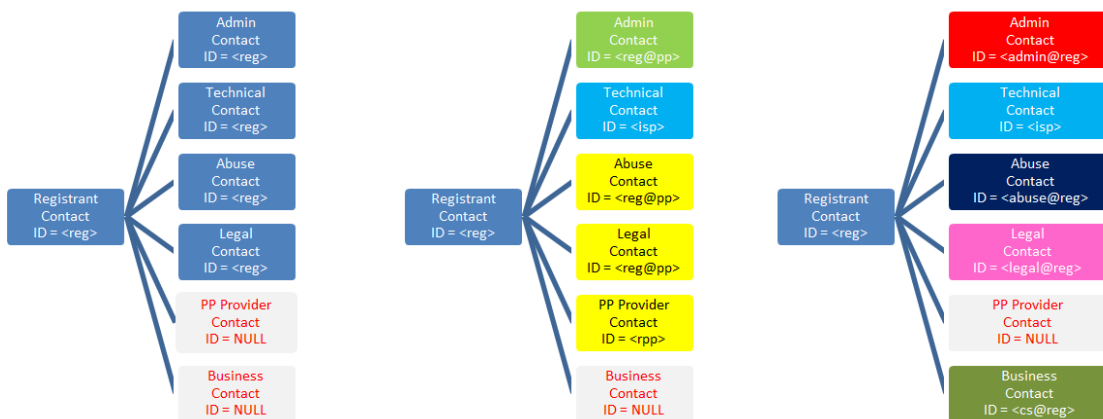 Admin
Contact
ID = <reg>
Technical
Contact
ID = <reg>
Abuse
Contact
ID = <reg>
Registrant
Contact
ID = <reg>
Legal
Contact
ID = <reg>
PP Provider
Contact
ID = NULL
Business
Contact
ID = NULL
Admin
Contact
ID = <reg@pp>
Technical
Contact
ID = <isp>
Abuse
Contact
ID = <reg@pp>
Registrant
Contact
ID = <reg>
Legal
Contact
ID = <reg@pp>
PP Provider
Contact
ID = <rpp>
Business
Contact
ID = NULL
Admin
Contact
ID = <admin@reg>
Technical
Contact
ID = <isp>
Abuse
Contact
ID = <abuse@reg>
Registrant
Contact
ID = <reg>
Legal
Contact
ID = <legal@reg>
PP Provider
Contact
ID = NULL
Business
Contact
ID = <cs@reg>